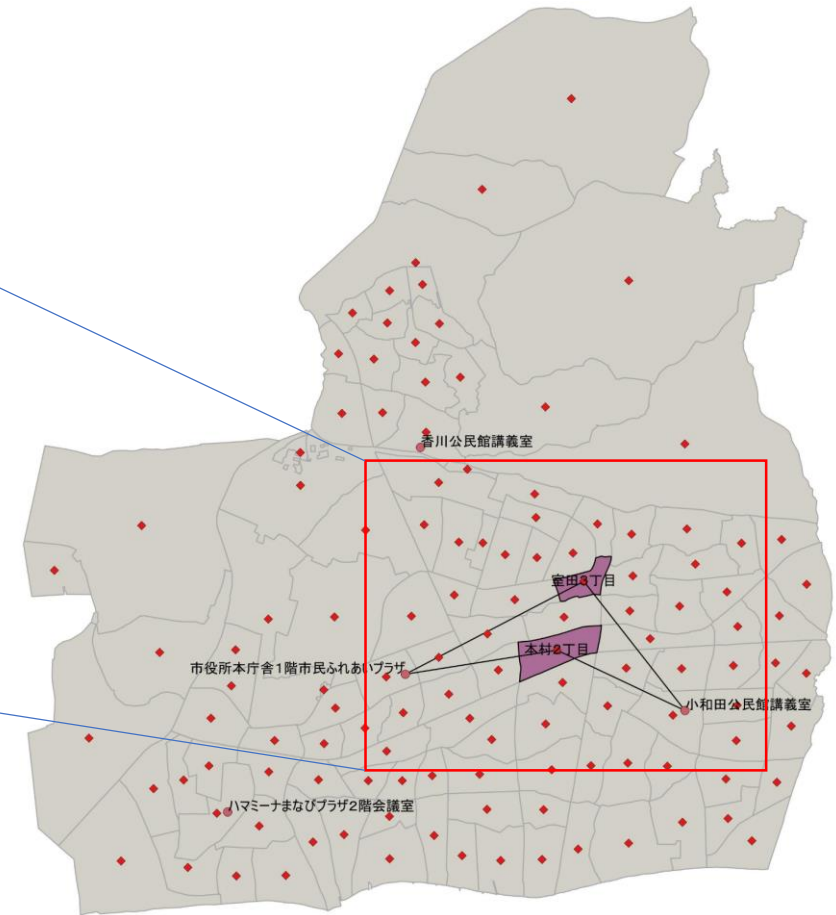 香川公民館講義室
室田3丁目
本村2丁目
市役所本庁舎1階市民ふれあいプラザ
小和田公民館講義室
ハマミーナまなびプラザ2階会議室